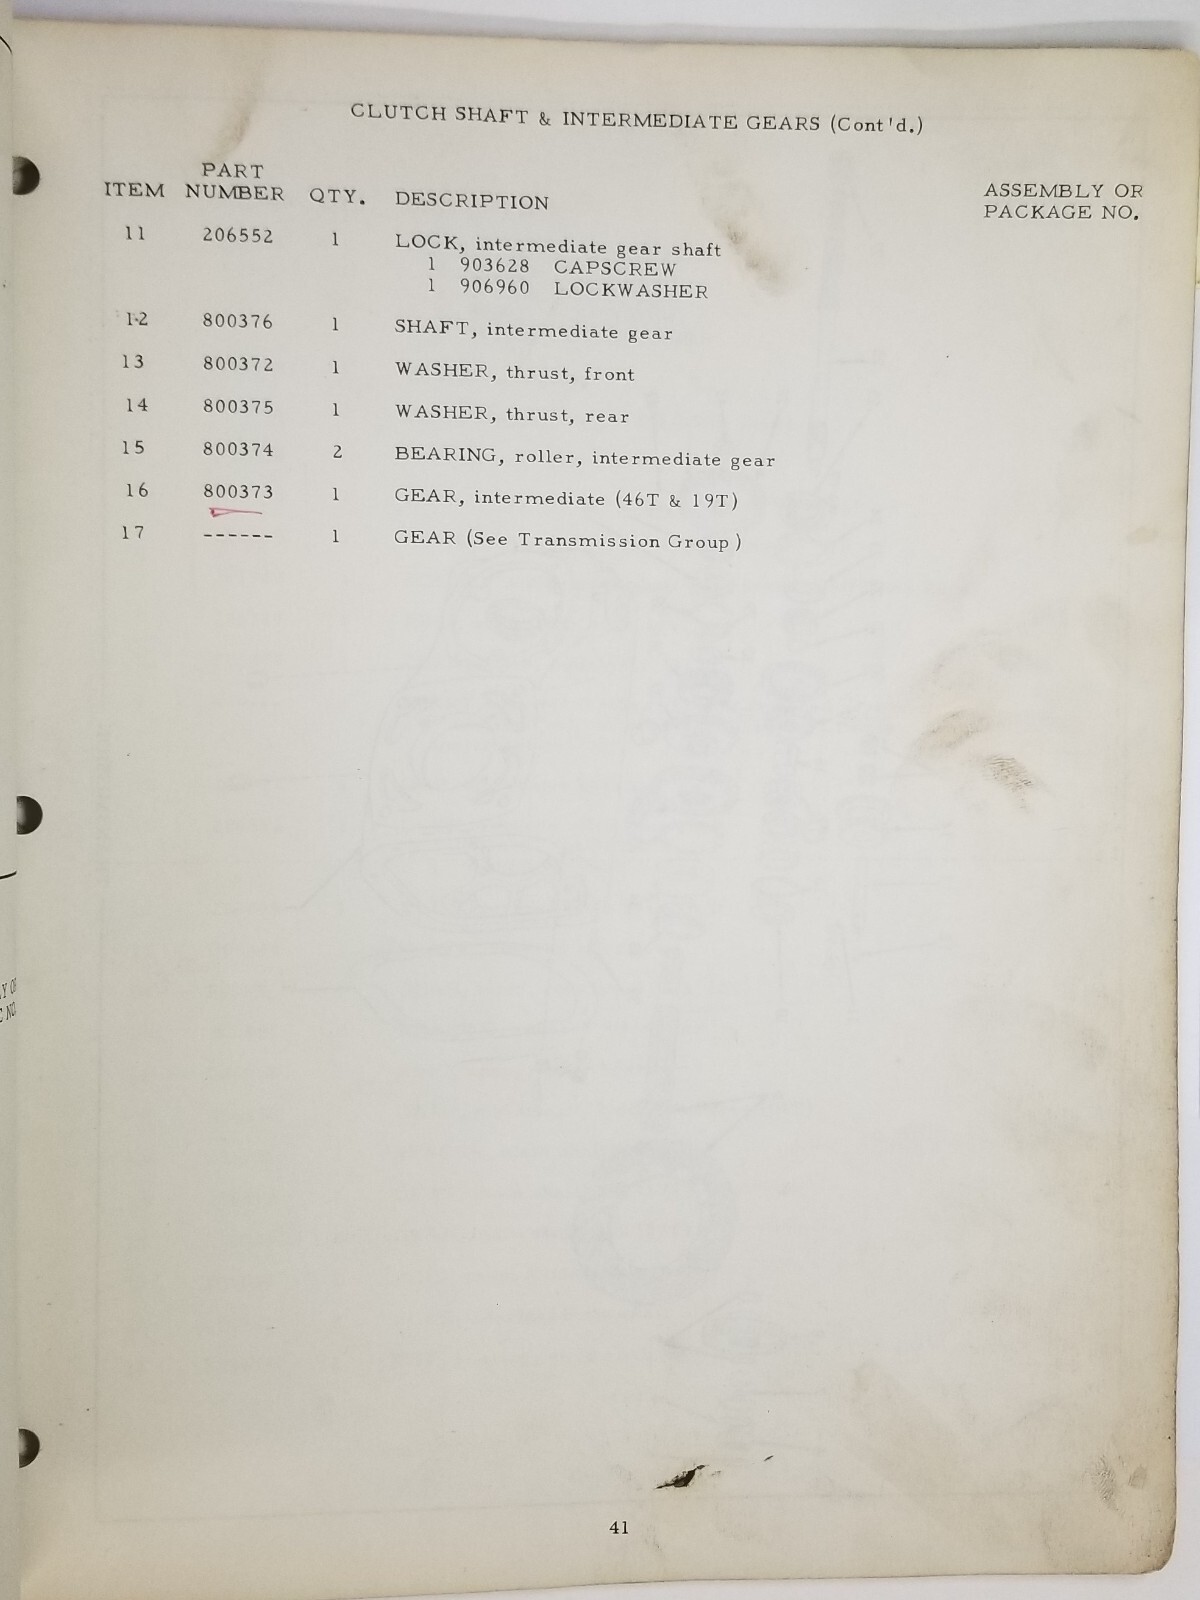 CLUTCH SHAFT & INTERMEDIATE GEARS (Cont'd.)
ITEM PART NUMBER QTY. DESCRIPTION ASSEMBLY OR PACKAGE NO.
11 206552 1 LOCK, intermediate gear shaft
1 903628 CAPSCREW
1 906960 LOCKWASHER
12 800376 1 SHAFT, intermediate gear
13 800372 1 WASHER, thrust, front
14 800375 1 WASHER, thrust, rear
15 800374 2 BEARING, roller, intermediate gear
16 800373 1 GEAR, intermediate (46T & 19T)
17 ------ 1 GEAR (See Transmission Group)
41